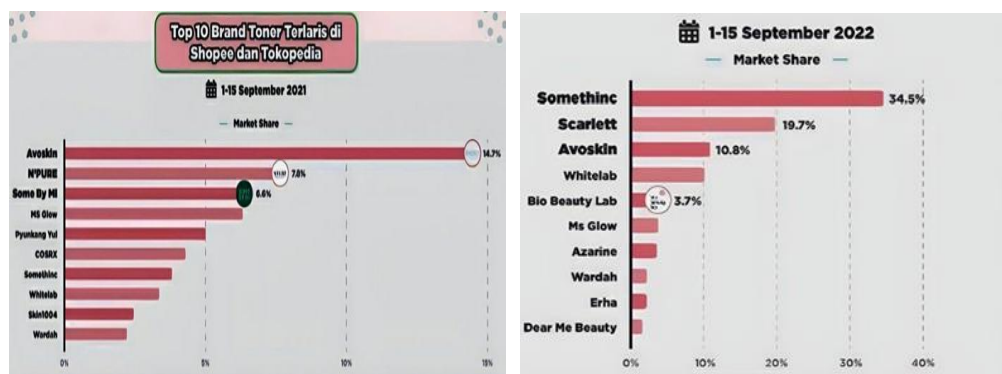 Top 10 Brand Toner Terlaris di
Shopee dan Tokopedia
1-15 September 2021
Market Share
Avoskin
14.7%
N'PURE
7.8%
Some By Mi
6.6%
MS Glow
Pyunkang Yul
COSRX
Somethinc
Whitelab
Skin1004
Wardah
0%
5%
10%
15%
1-15 September 2022
Market Share
Somethinc
34.5%
Scarlett
19.7%
Avoskin
10.8%
Whitelab
Bio Beauty Lab
3.7%
Ms Glow
Azarine
Wardah
Erha
Dear Me Beauty
0%
10%
20%
30%
40%